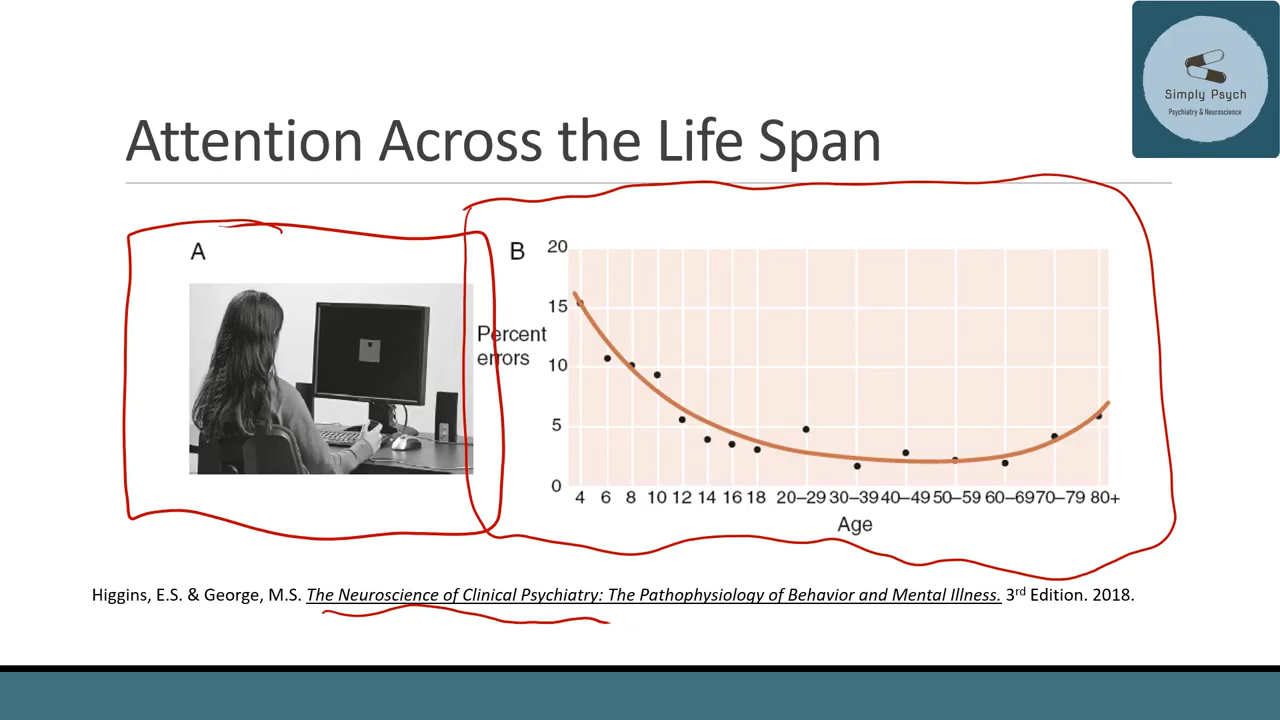 Simply Psych
Psychiatry & Neuroscience
Attention Across the Life Span
A
B
Percent
errors
20
15
10
5
0
4 6 8 10 12 14 16 18 20–29 30–39 40–49 50–59 60–69 70–79 80+
Age
Higgins, E.S. & George, M.S. The Neuroscience of Clinical Psychiatry: The Pathophysiology of Behavior and Mental Illness. 3rd Edition. 2018.